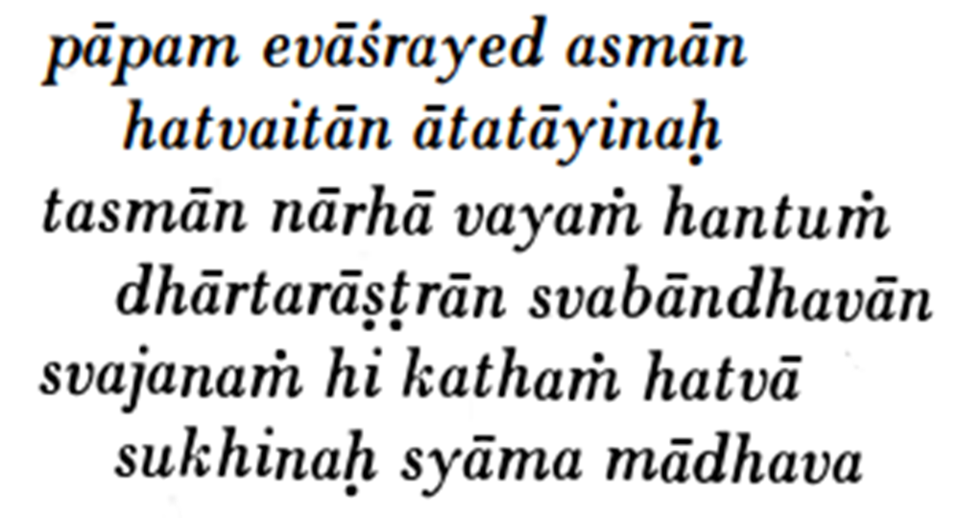 pāpam evāśrayed asmān
hatvaitān ātatāyinaḥ
tasmān nārhā vayaṁ hantuṁ
dhārtarāṣṭrān svabāndhavān
svajanaṁ hi kathaṁ hatvā
sukhinaḥ syāma mādhava